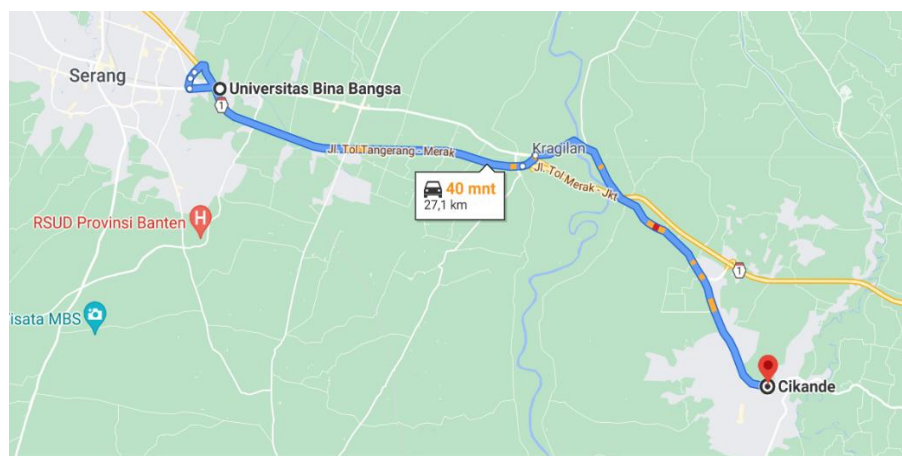 Serang
Universitas Bina Bangsa
1
Jl. Tol Tangerang - Merak
Kragilan
Jl. Tol Merak - Jkt
40 mnt
27,1 km
RSUD Provinsi Banten
H
1
isata MBS
Cikande